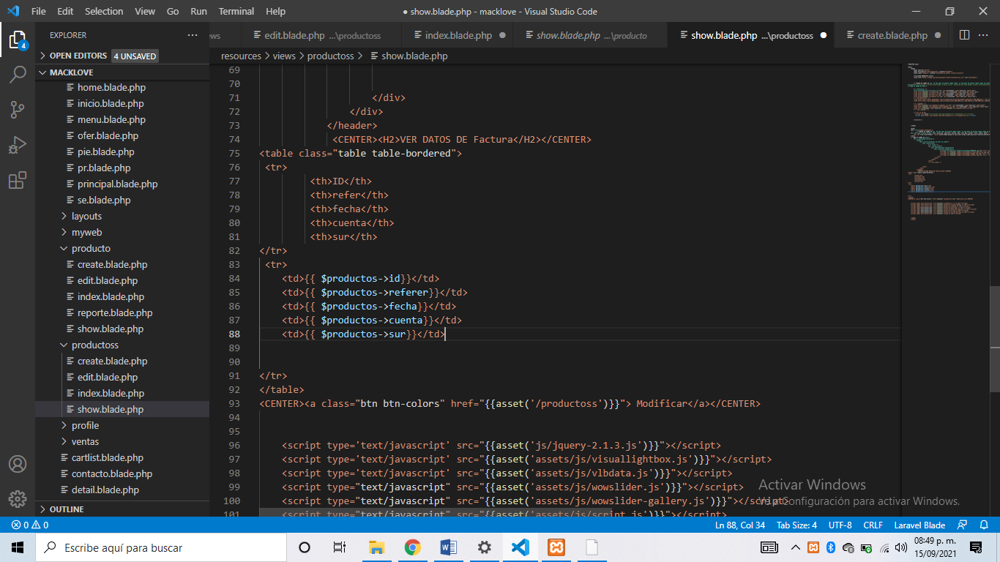 File Edit Selection View Go Run Terminal Help
● show.blade.php - macklove - Visual Studio Code
EXPLORER
ews
edit.blade.php ...\productoss
index.blade.php
show.blade.php ...\producto
show.blade.php ...\productoss
create.blade.php
OPEN EDITORS 4 UNSAVED
resources > views > productoss > show.blade.php
4
MACKLOVE
home.blade.php
inicio.blade.php
menu.blade.php
ofer.blade.php
pie.blade.php
pr.blade.php
principal.blade.php
se.blade.php
layouts
myweb
producto
create.blade.php
edit.blade.php
index.blade.php
reporte.blade.php
show.blade.php
productoss
create.blade.php
edit.blade.php
index.blade.php
show.blade.php
profile
ventas
cartlist.blade.php
contacto.blade.php
detail.blade.php
OUTLINE
69
70
71 </div>
72 </div>
73 </header>
74 <CENTER><H2>VER DATOS DE Factura</H2></CENTER>
75 <table class="table table-bordered">
76 <tr>
77 <th>ID</th>
78 <th>refer</th>
79 <th>fecha</th>
80 <th>cuenta</th>
81 <th>sur</th>
82 </tr>
83 <tr>
84 <td>{{ $productos->id}}</td>
85 <td>{{ $productos->referer}}</td>
86 <td>{{ $productos->fecha}}</td>
87 <td>{{ $productos->cuenta}}</td>
88 <td>{{ $productos->sur}}</td>
89
90
91 </tr>
92 </table>
93 <CENTER><a class="btn btn-colors" href="{{asset('/productoss')}}"> Modificar</a></CENTER>
94
95
96 <script type='text/javascript' src="{{asset('js/jquery-2.1.3.js')}}"></script>
97 <script type='text/javascript' src="{{asset('assets/js/visuallightbox.js')}}"></script>
98 <script type='text/javascript' src="{{asset('assets/js/vlbdata.js')}}"></script>
99 <script type="text/javascript" src="{{asset('assets/js/wowslider.js')}}"></script>
100 <script type="text/javascript" src="{{asset('assets/js/wowslider-gallery.js')}}"></script>
101 <script type="text/javascript" src="{{asset('assets/js/script.js')}}"></script>
Activar Windows
Ve a Configuración para activar Windows.
0 0
Ln 88, Col 34 Tab Size: 4 UTF-8 CRLF Laravel Blade
Escribe aquí para buscar
08:49 p. m.
15/09/2021